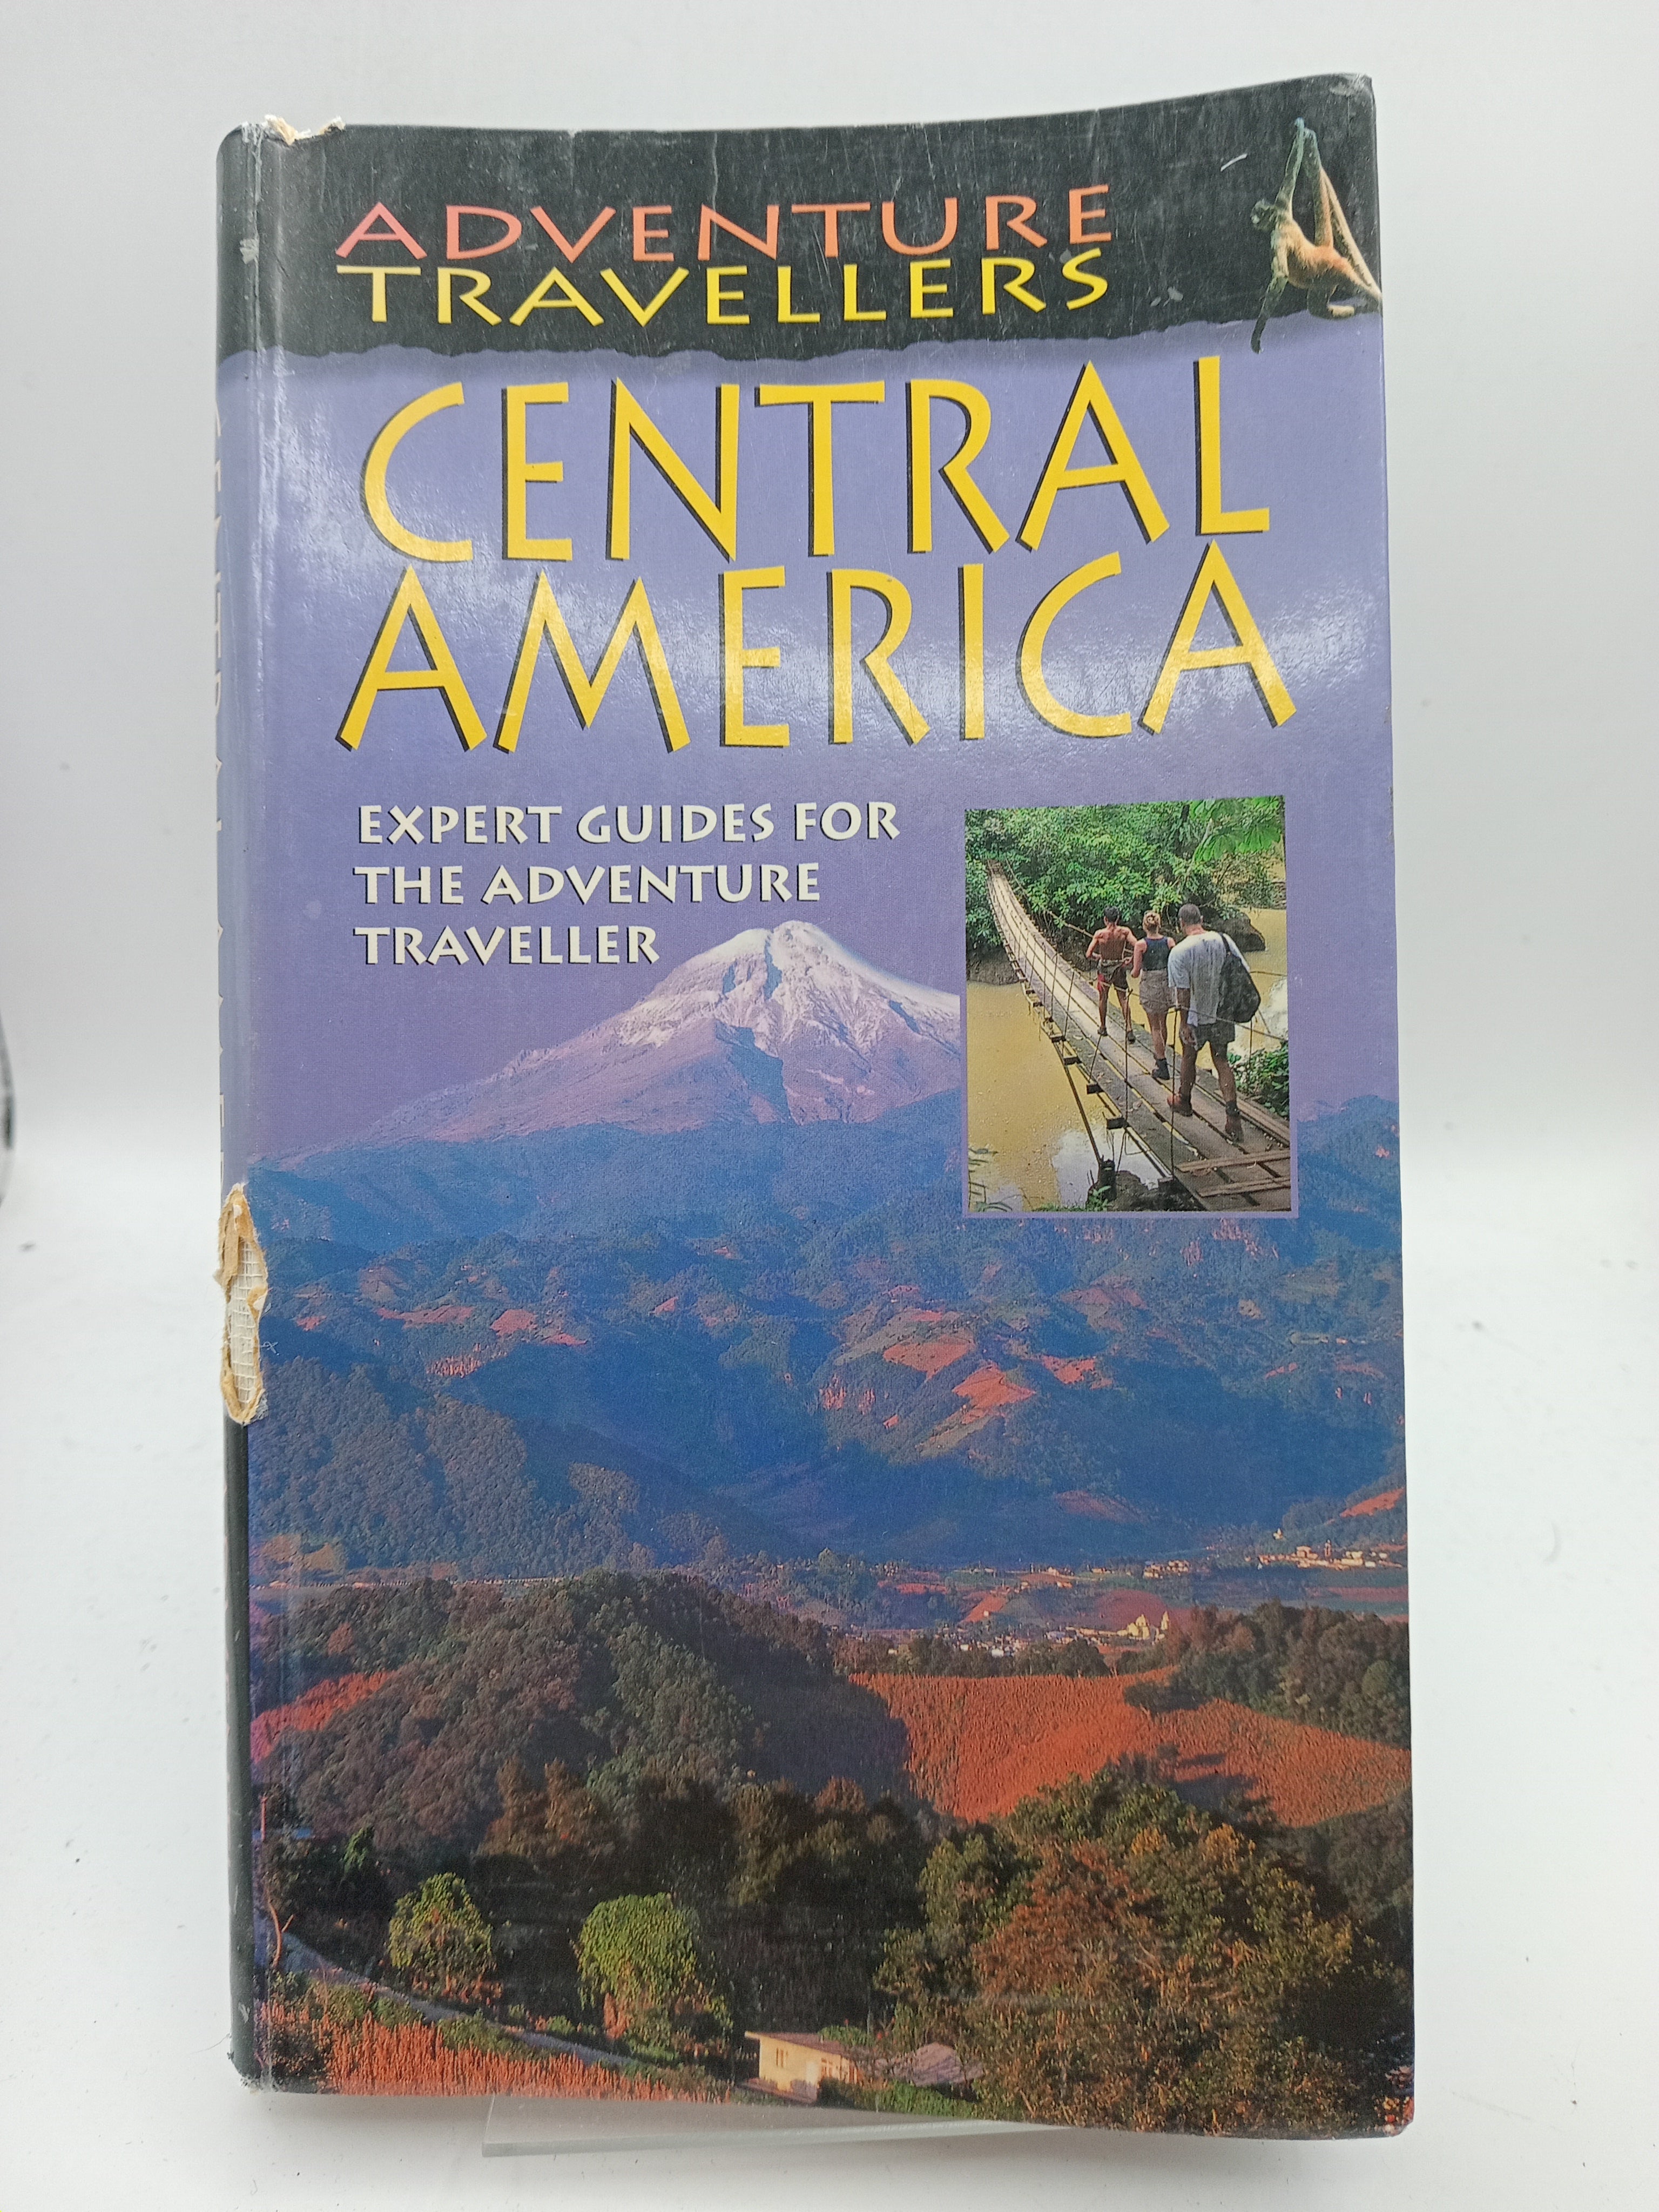 ADVENTURE
TRAVELLERS
CENTRAL
AMERICA
EXPERT GUIDES FOR
THE ADVENTURE
TRAVELLER